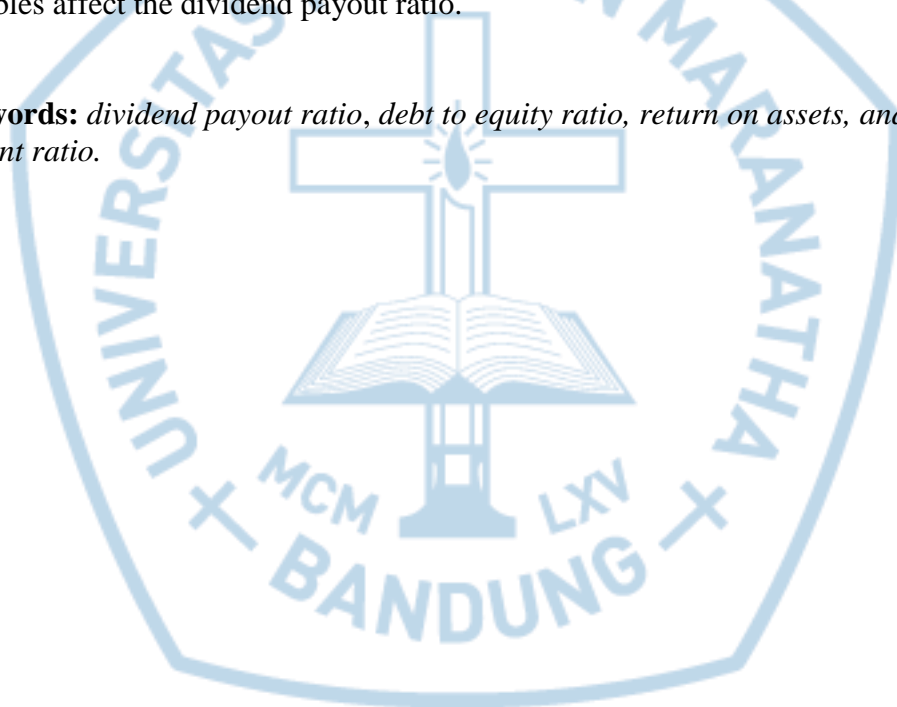 bles affect the dividend payout ratio.
words: dividend payout ratio, debt to equity ratio, return on assets, and
nt ratio.
UNIVERSITAS
N MARANATHA
MCM LXV
BANDUNG